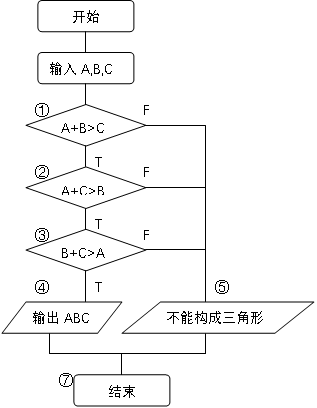 开始
输入 A,B,C
①
F
A+B>C
T
②
F
A+C>B
T
③
F
B+C>A
④
T
⑤
输出 ABC
不能构成三角形
⑦
结束